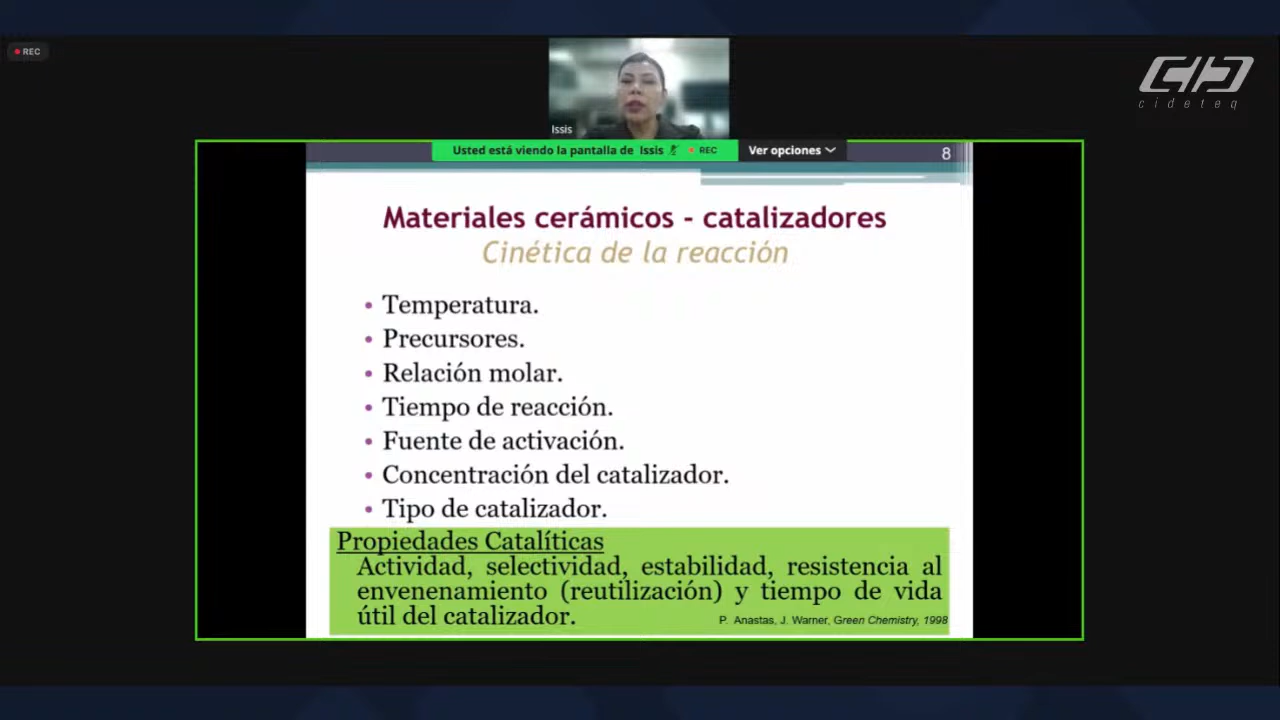 REC
cideteq
Issis
Usted está viendo la pantalla de Issis REC Ver opciones
8
Materiales cerámicos - catalizadores
Cinética de la reacción
• Temperatura.
• Precursores.
• Relación molar.
• Tiempo de reacción.
• Fuente de activación.
• Concentración del catalizador.
• Tipo de catalizador.
Propiedades Catalíticas
Actividad, selectividad, estabilidad, resistencia al
envenenamiento (reutilización) y tiempo de vida
útil del catalizador.
P. Anastas, J. Warner, Green Chemistry, 1998